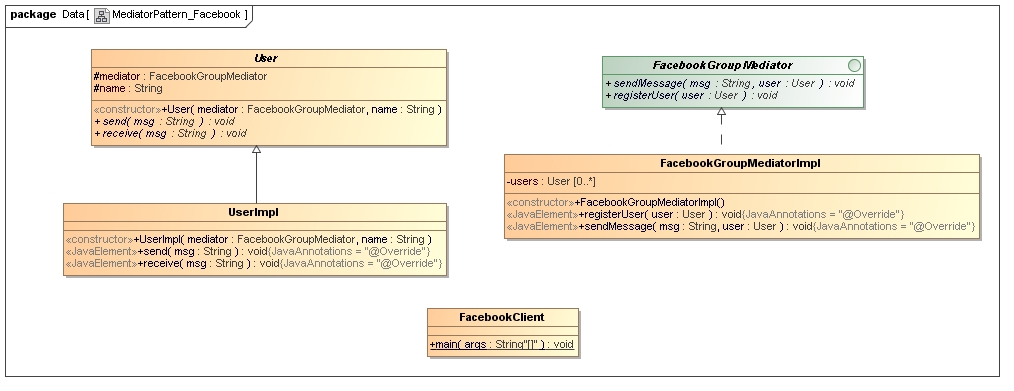 package Data [ MediatorPattern_Facebook ]
User
#mediator : FacebookGroupMediator
#name : String
«constructor»+User( mediator : FacebookGroupMediator, name : String )
+send( msg : String ) : void
+receive( msg : String ) : void
FacebookGroupMediator
+sendMessage( msg : String, user : User ) : void
+registerUser( user : User ) : void
FacebookGroupMediatorImpl
-users : User [0..*]
«constructor»+FacebookGroupMediatorImpl()
«JavaElement»+registerUser( user : User ) : void{JavaAnnotations = "@Override"}
«JavaElement»+sendMessage( msg : String, user : User ) : void{JavaAnnotations = "@Override"}
UserImpl
«constructor»+UserImpl( mediator : FacebookGroupMediator, name : String )
«JavaElement»+send( msg : String ) : void{JavaAnnotations = "@Override"}
«JavaElement»+receive( msg : String ) : void{JavaAnnotations = "@Override"}
FacebookClient
+main( args : String"[]" ) : void